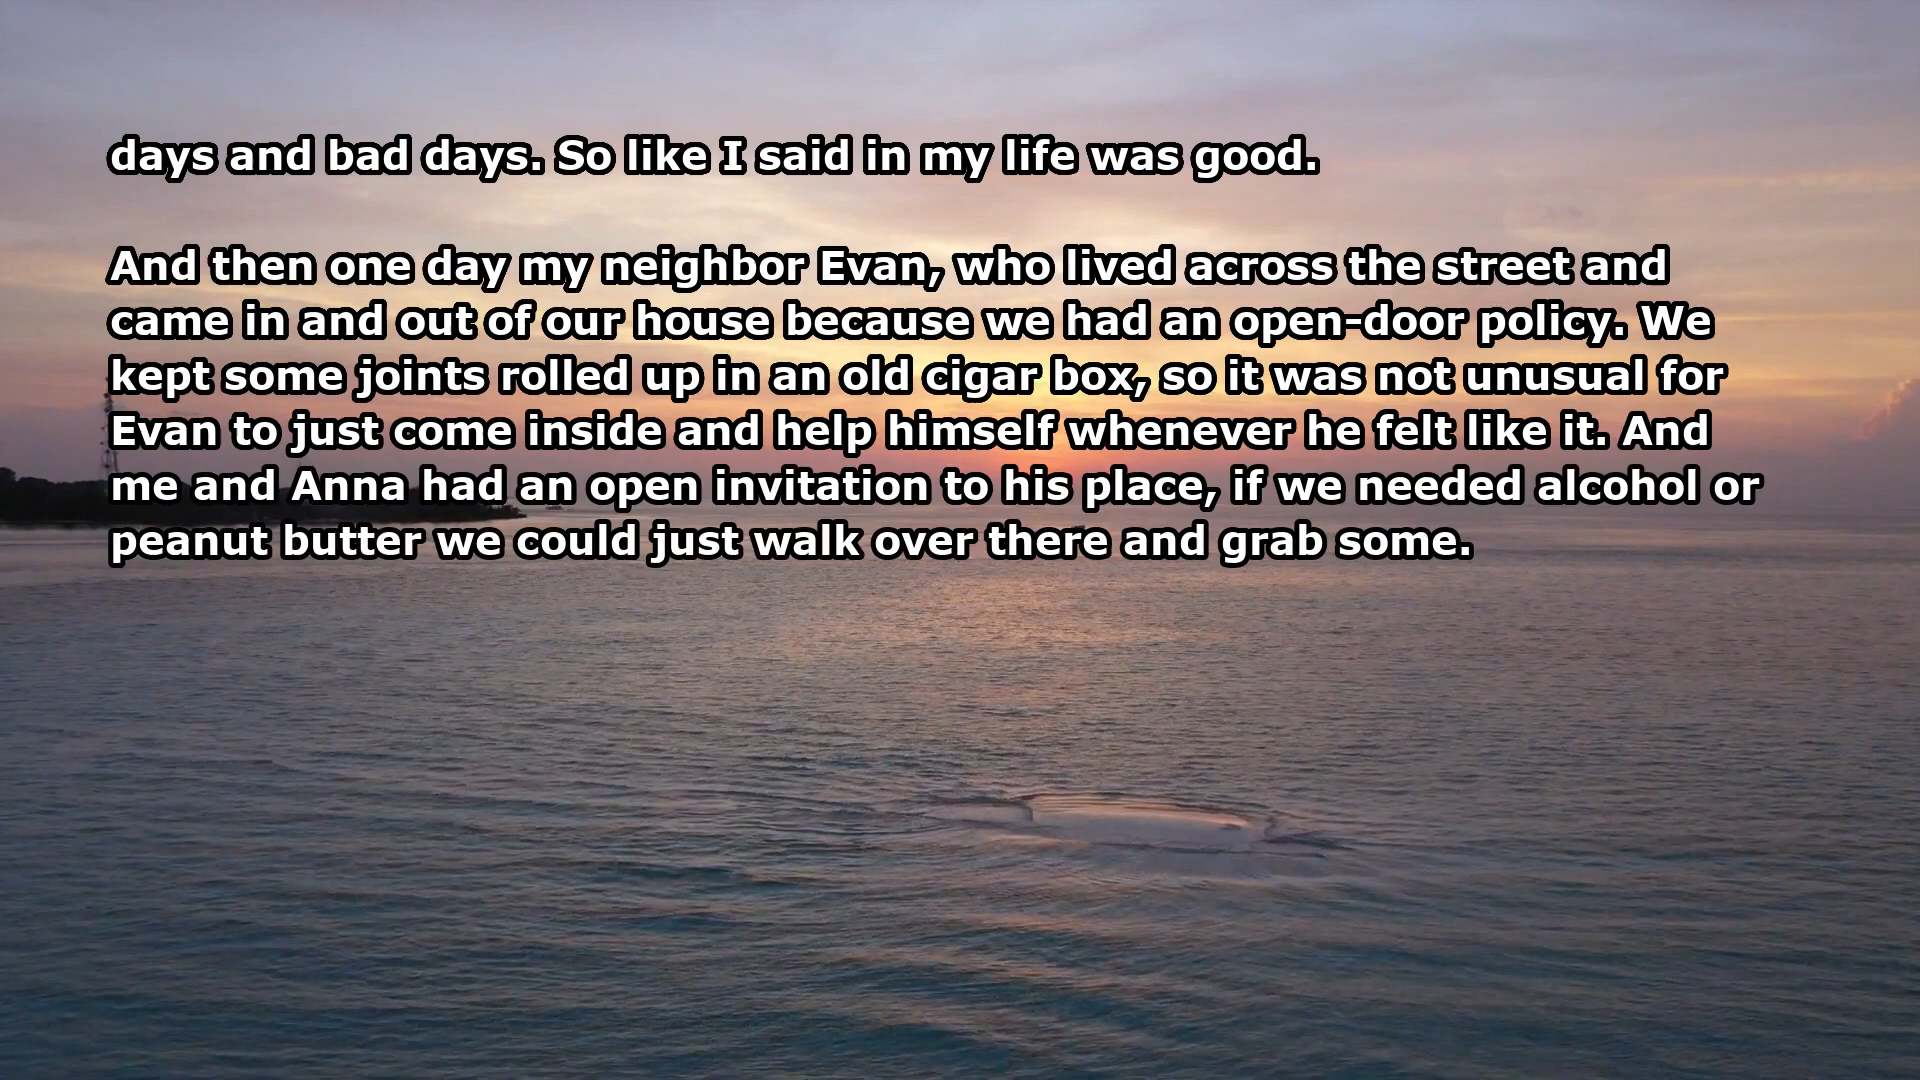 days and bad days. So like I said in my life was good.
And then one day my neighbor Evan, who lived across the street and
came in and out of our house because we had an open-door policy. We
kept some joints rolled up in an old cigar box, so it was not unusual for
Evan to just come inside and help himself whenever he felt like it. And
me and Anna had an open invitation to his place, if we needed alcohol or
peanut butter we could just walk over there and grab some.